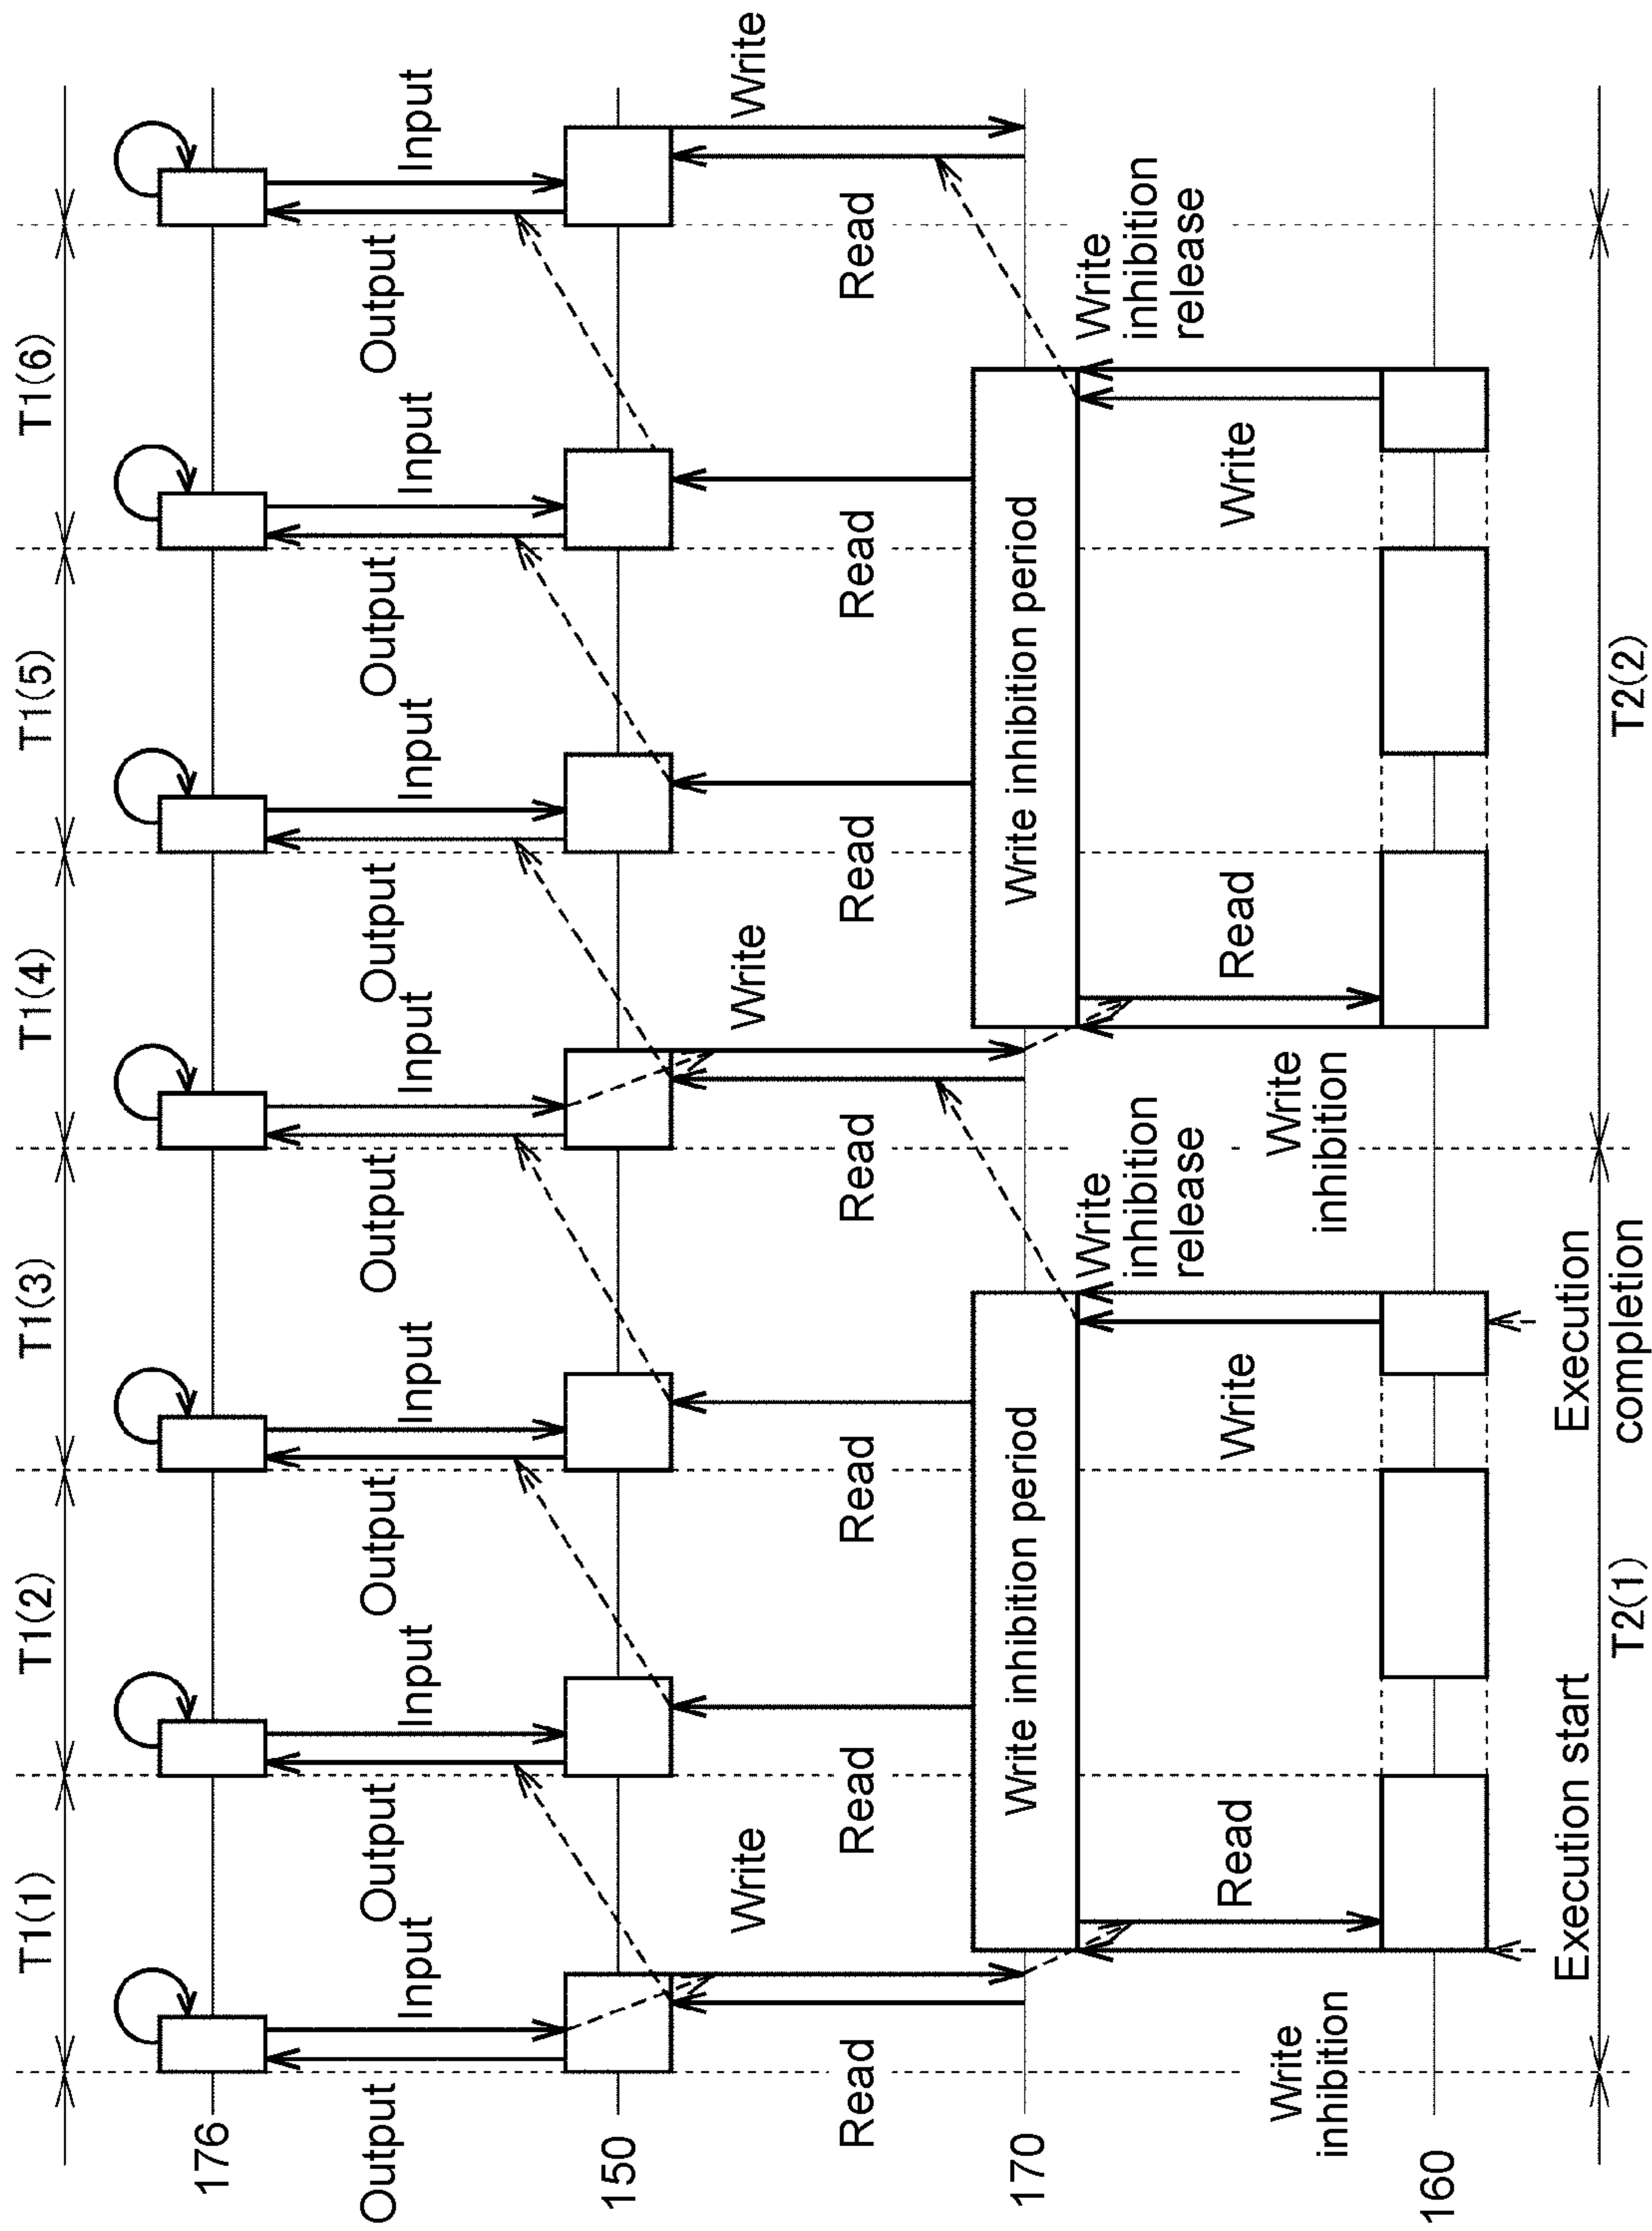 T1(1)
T1(2)
T1(3)
T1(4)
T1(5)
T1(6)
176
Output
Input
Output
Input
Output
Input
Output
Input
Output
Input
Output
Input
Output
Input
150
Write
Write
Write
Read
Read
Read
Read
Read
Read
Read
170
Write inhibition period
Write inhibition period
Write
inhibition
release
Write
inhibition
release
Read
Write
Read
Write
Write
inhibition
Write
inhibition
160
Execution start
Execution
completion
T2(1)
T2(2)